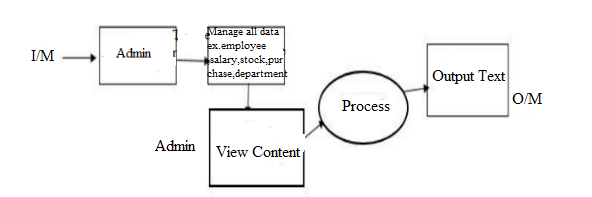 I/M
Admin
Manage all data
ex.employee
salary,stock,pur
chase,department
Admin
View Content
Process
Output Text
O/M